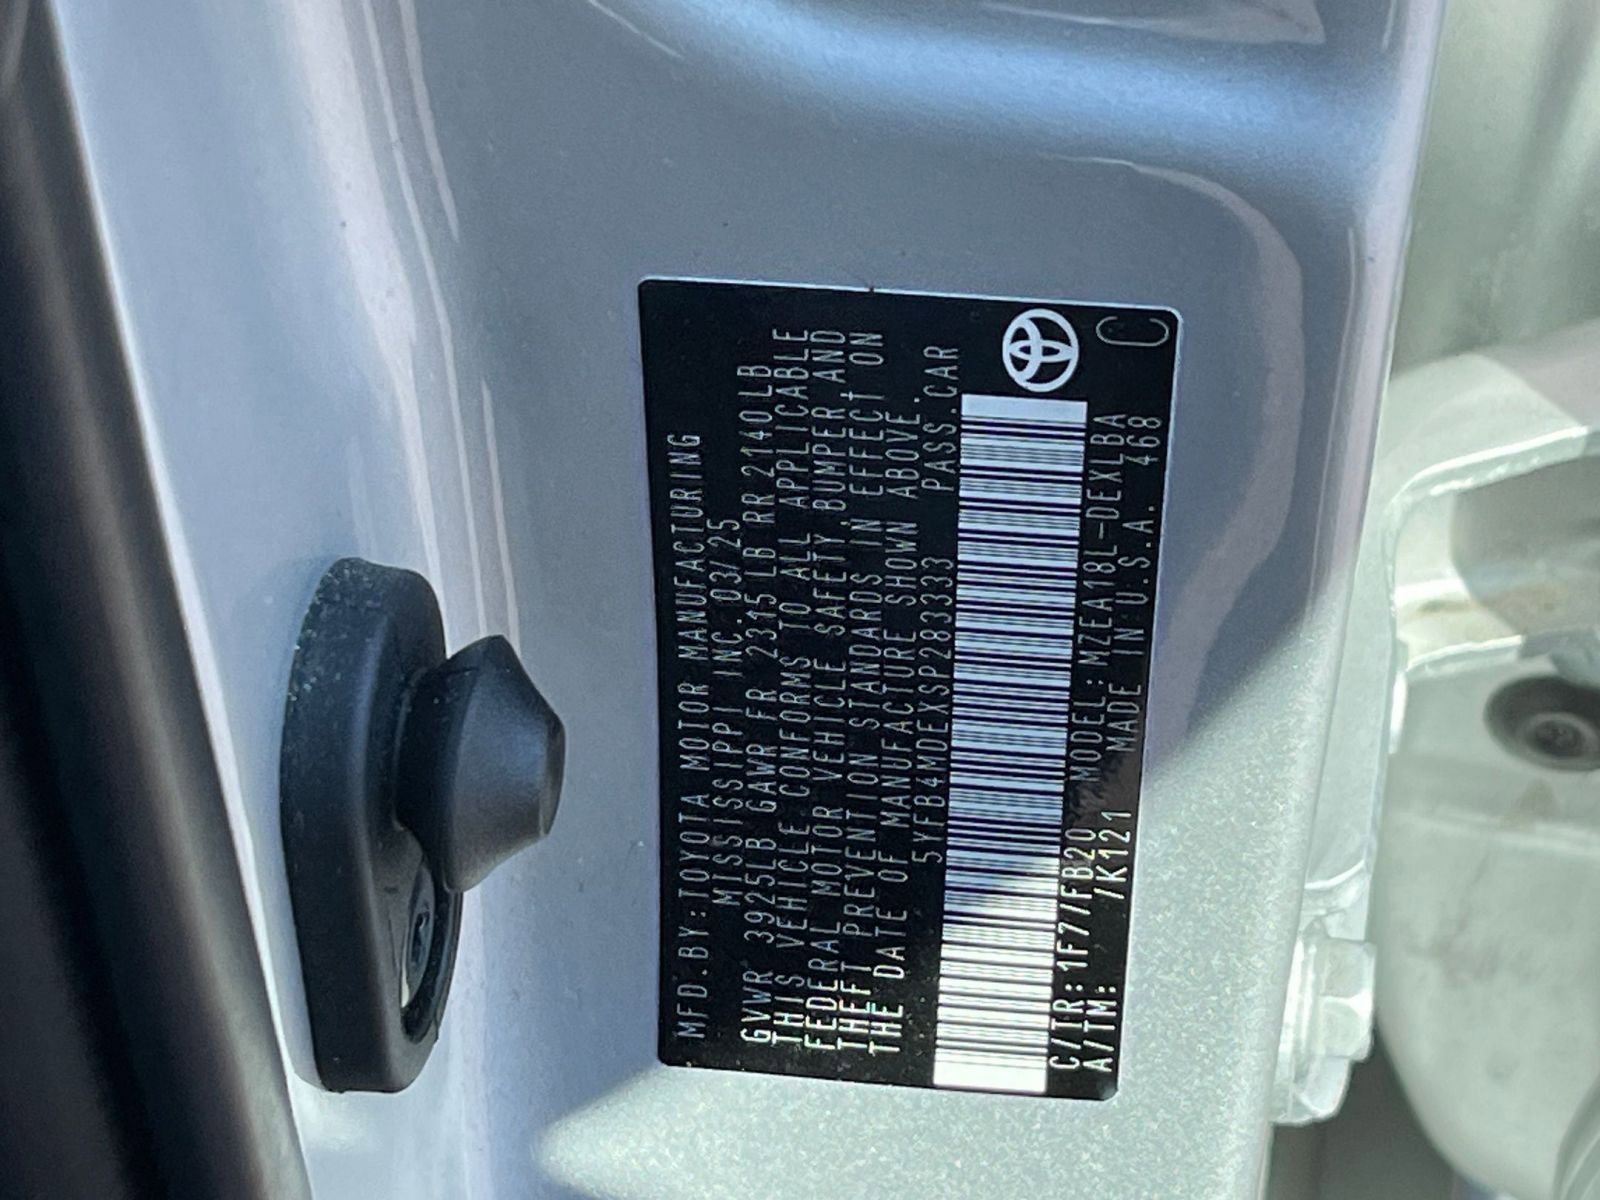 MFD.BY:TOYOTA MOTOR MANUFACTURING
MISSISSIPPI INC.03/25
GVWR 3925LB GAWR FR 2315LB RR 2140LB
THIS VEHICLE CONFORMS TO ALL APPLICABLE
FEDERAL MOTOR VEHICLE SAFETY,BUMPER,AND
THEFT PREVENTION STANDARDS IN EFFECT ON
THE DATE OF MANUFACTURE SHOWN ABOVE.
5YFB4MDEXSP283333 PASS.CAR
C/TR:1F7/FB20 MODEL:MZEA18L-DEXLBA
A/TM: /K121 MADE IN U.S.A. 468 C